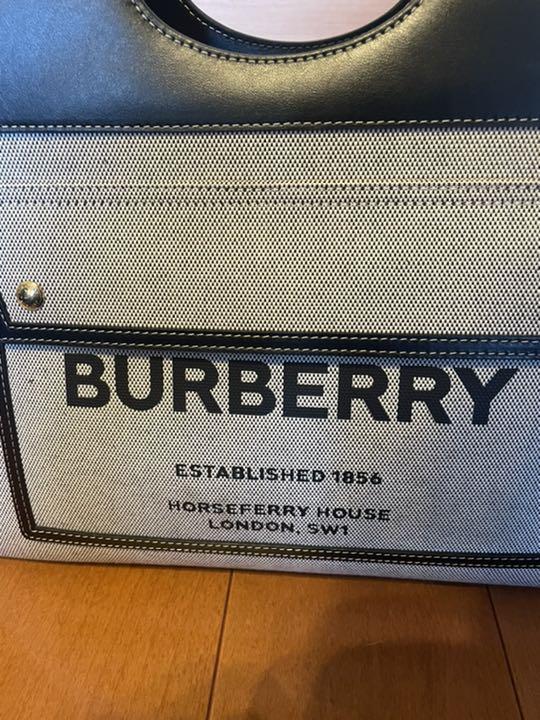 BURBERRY
ESTABLISHED 1856
HORSEFERRY HOUSE
LONDON, SW1